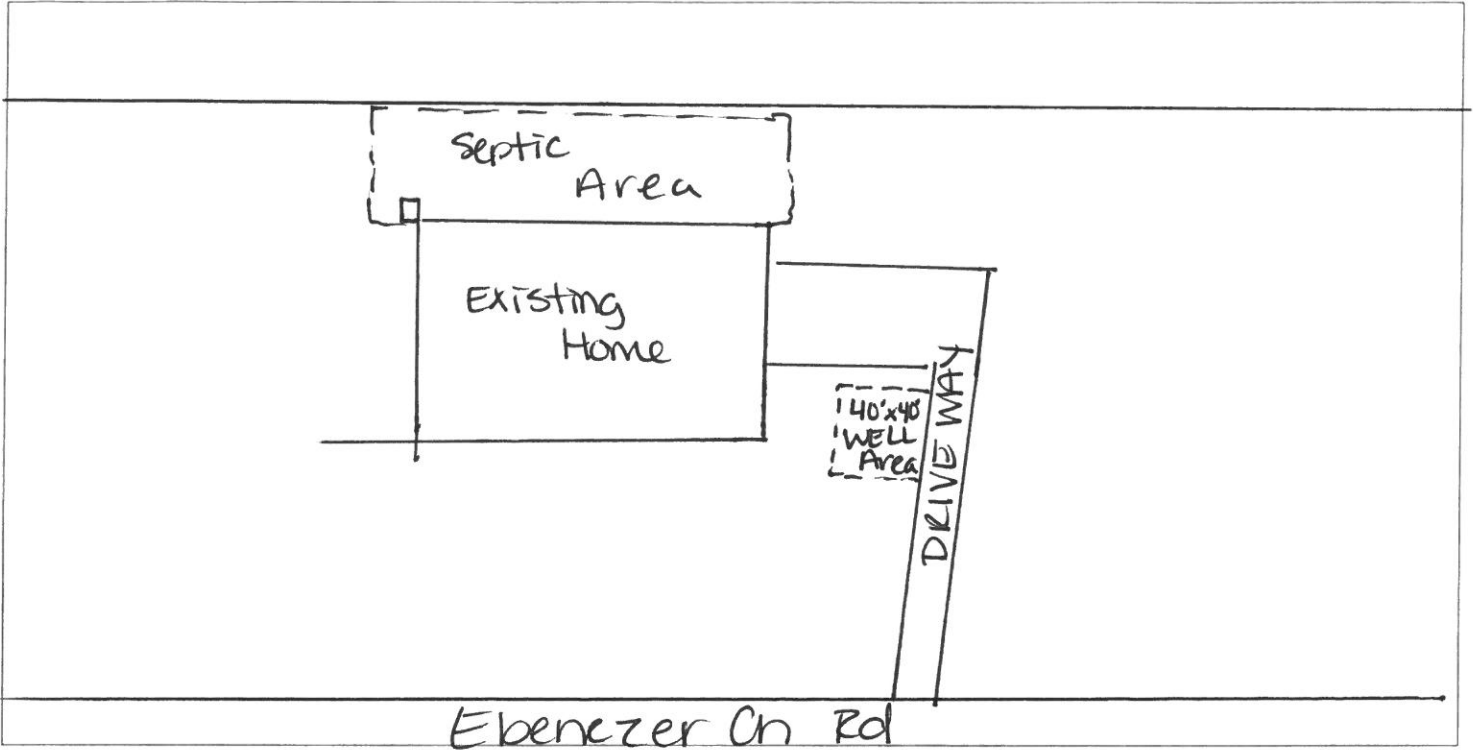 Septic
Area
Existing
Home
40'x40'
WELL
Area
DRIVE WAY
Ebenezer Ch Rd